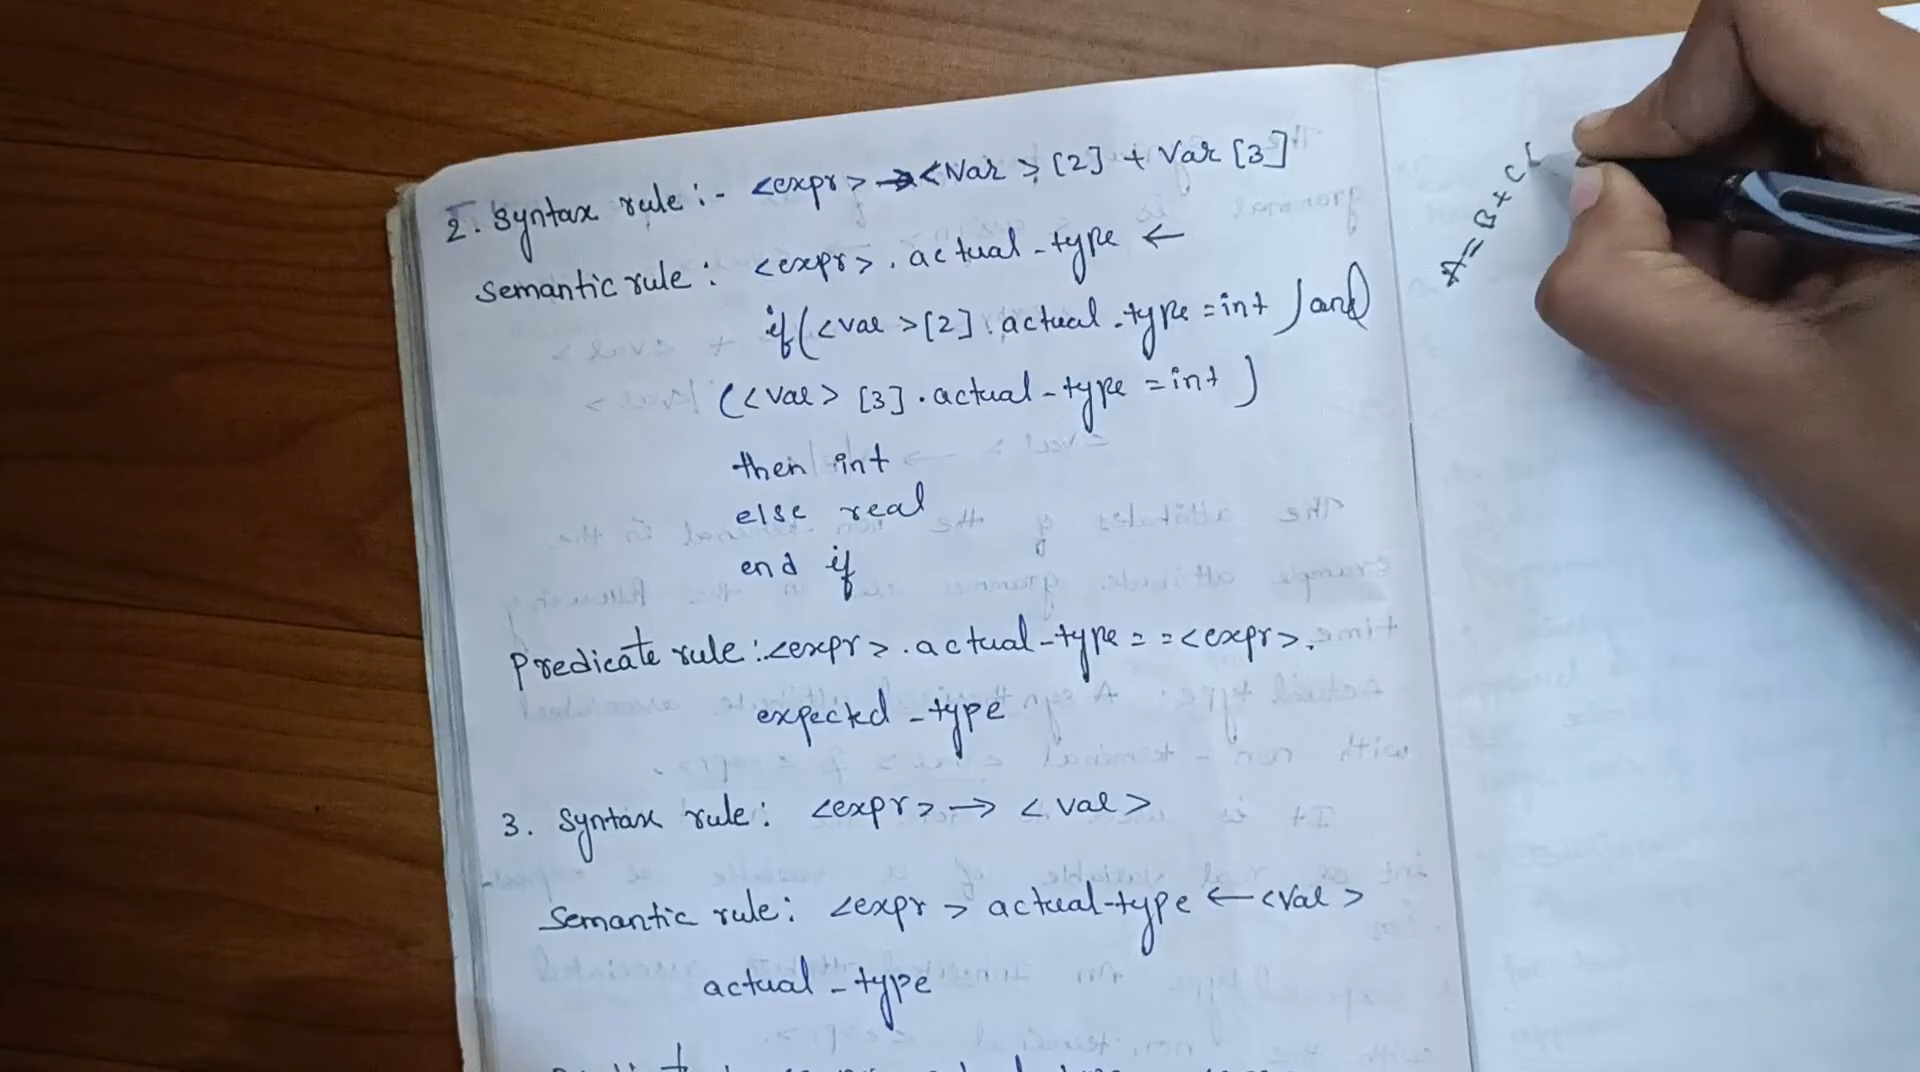 2. Syntax rule :- <expr> → <Var> [2] + Var [3]
Semantic rule : <expr> . actual-type ←
if (<var>[2] . actual-type = int ) and
(<var> [3] . actual-type = int )
then int
else real
end if
Predicate rule : <expr> . actual-type = = <expr> .
expected-type
3. Syntax rule : <expr> → <var>
Semantic rule : <expr> actual-type ← <var>
actual-type
A = B + C